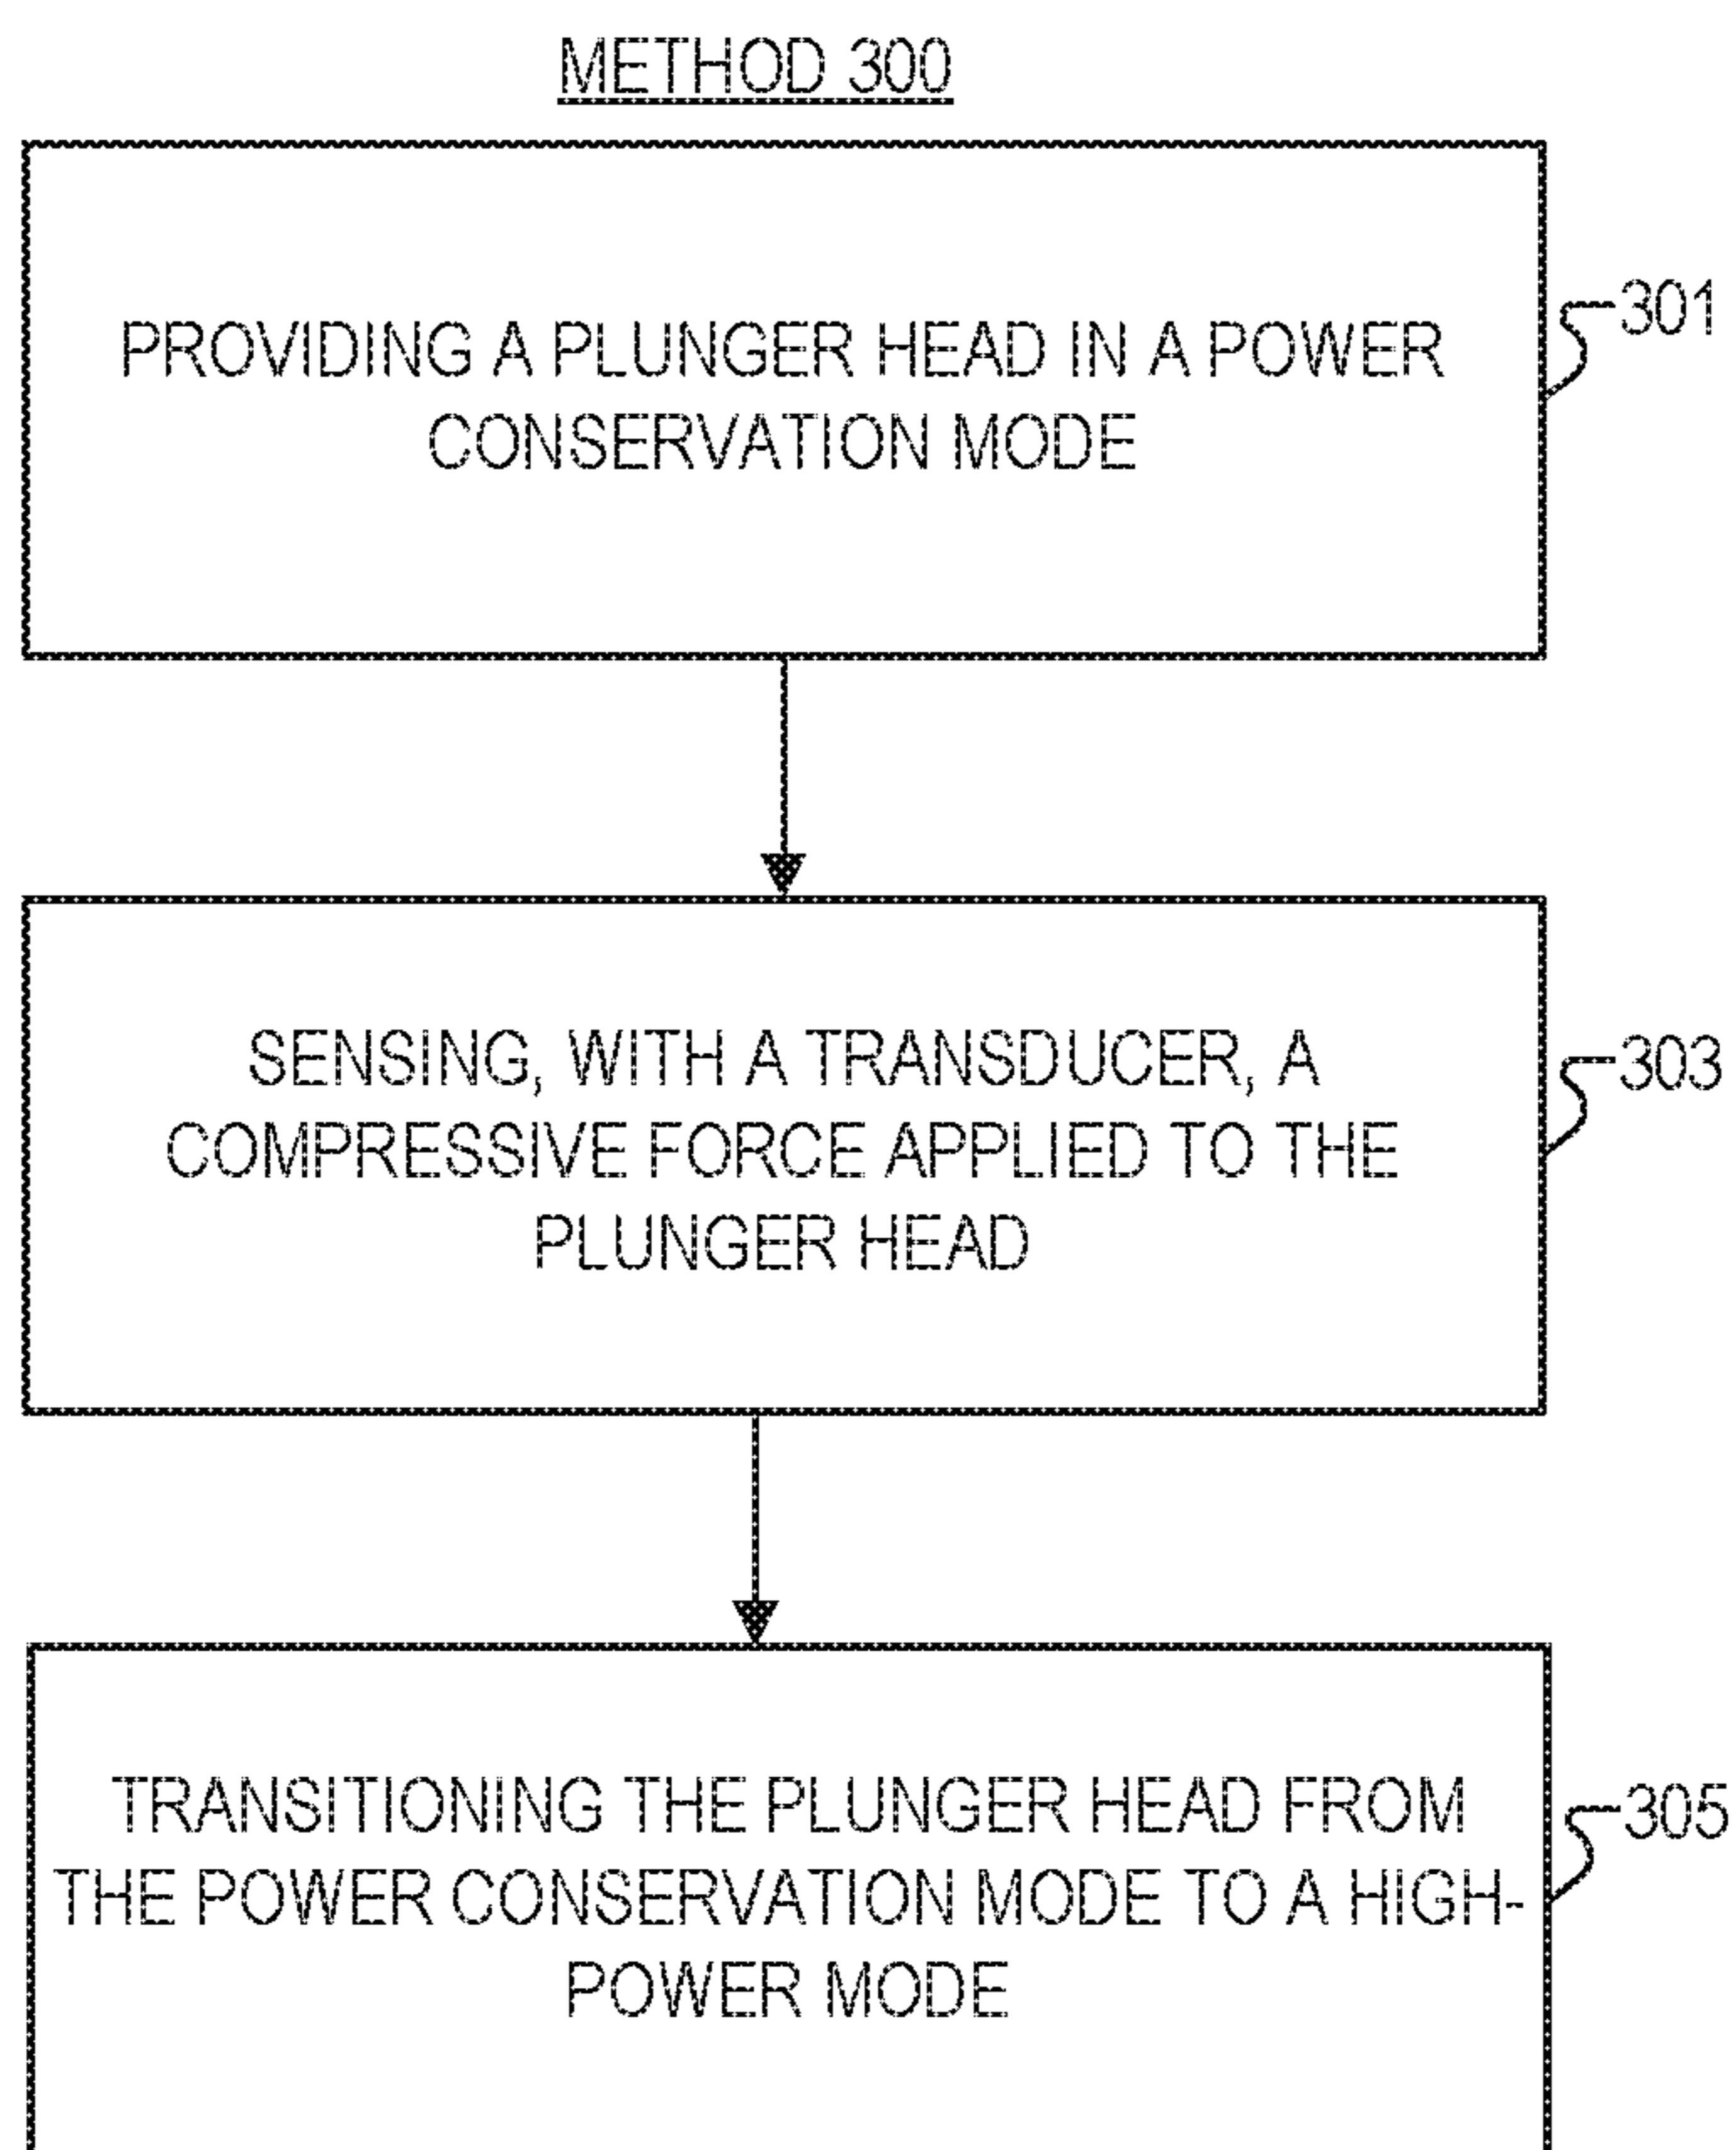 METHOD 300
PROVIDING A PLUNGER HEAD IN A POWER
CONSERVATION MODE
301
SENSING, WITH A TRANSDUCER, A
COMPRESSIVE FORCE APPLIED TO THE
PLUNGER HEAD
303
TRANSITIONING THE PLUNGER HEAD FROM
THE POWER CONSERVATION MODE TO A HIGH-
POWER MODE
305